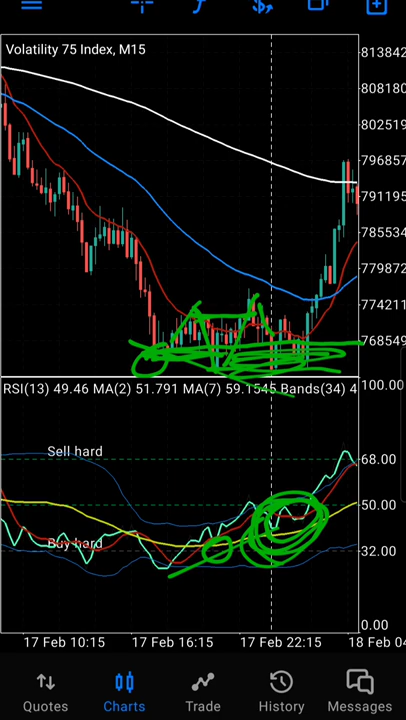 Volatility 75 Index, M15
813842
808180
802519
796857
791195
785534
779872
774211
768549
RSI(13) 49.46 MA(2) 51.791 MA(7) 59.1545 Bands(34) 4
100.00
Sell hard
68.00
50.00
Buy hard
32.00
0.00
17 Feb 10:15 17 Feb 16:15 17 Feb 22:15 18 Feb 04
Quotes Charts Trade History Messages